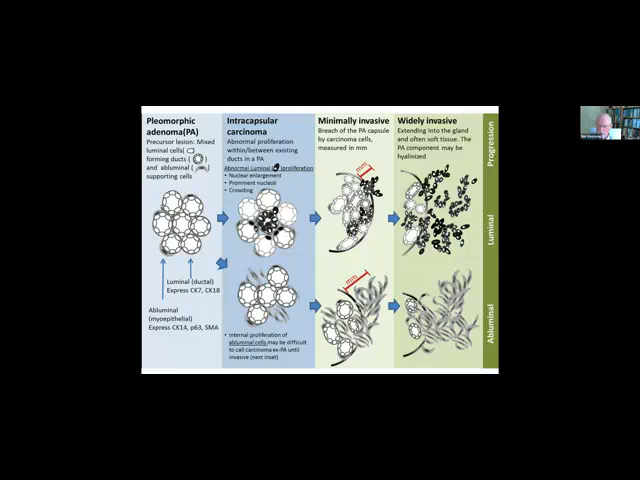 Pleomorphic
adenoma(PA)
Precursor lesion: Mixed
luminal cells(
forming ducts (
)
and abluminal (
)
supporting cells
Luminal (ductal)
Express CK7, CK18
Abluminal
(myoepithelial)
Express CK14, p63, SMA
Intracapsular
carcinoma
Abnormal proliferation
within/between existing
ducts in a PA
Abnormal Luminal (
)proliferation
• Nuclear enlargement
• Prominent nucleoli
• Crowding
• Internal proliferation of
abluminal cells may be difficult
to call carcinoma ex-PA until
invasive (next inset)
Minimally invasive
Breach of the PA capsule
by carcinoma cells,
measured in mm
mm
mm
Widely invasive
Extending into the gland
and often soft tissue. The
PA component may be
hyalinized
Progression
Luminal
Abluminal